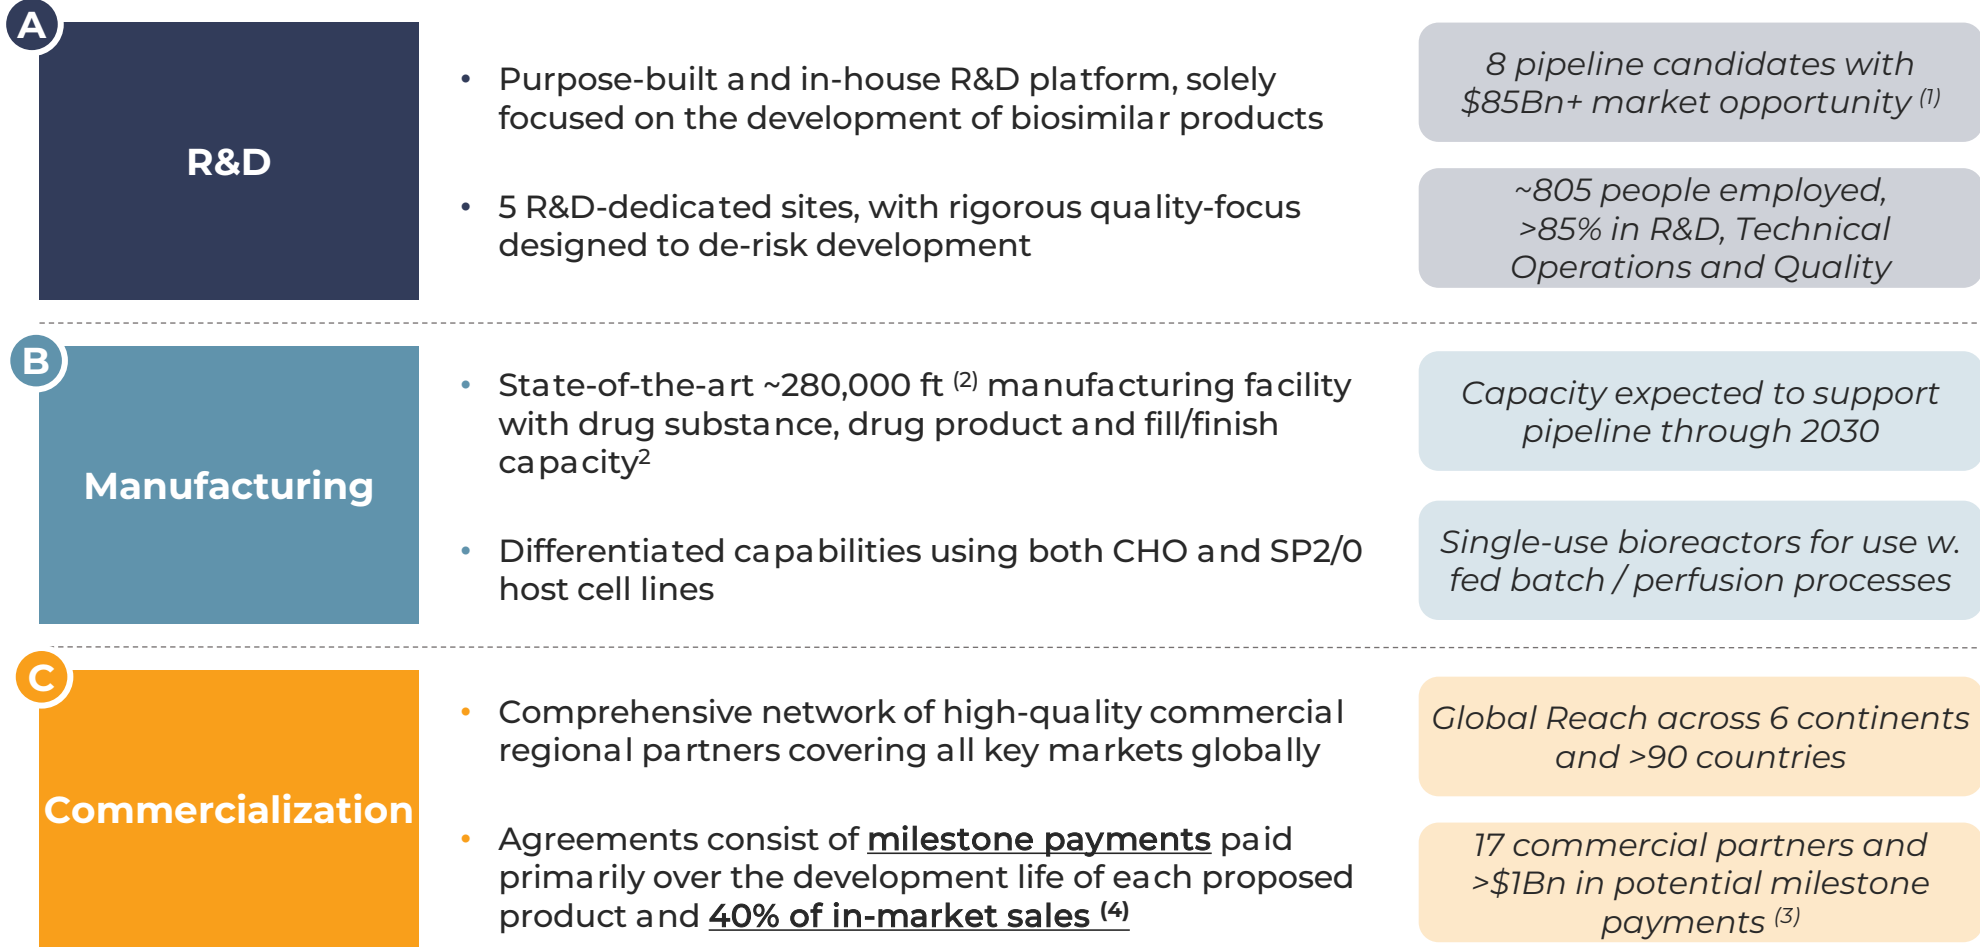 A
R&D
• Purpose-built and in-house R&D platform, solely
focused on the development of biosimilar products
• 5 R&D-dedicated sites, with rigorous quality-focus
designed to de-risk development
8 pipeline candidates with
$85Bn+ market opportunity (1)
~805 people employed,
>85% in R&D, Technical
Operations and Quality
B
Manufacturing
• State-of-the-art ~280,000 ft (2) manufacturing facility
with drug substance, drug product and fill/finish
capacity2
• Differentiated capabilities using both CHO and SP2/0
host cell lines
Capacity expected to support
pipeline through 2030
Single-use bioreactors for use w.
fed batch / perfusion processes
C
Commercialization
• Comprehensive network of high-quality commercial
regional partners covering all key markets globally
• Agreements consist of milestone payments paid
primarily over the development life of each proposed
product and 40% of in-market sales (4)
Global Reach across 6 continents
and >90 countries
17 commercial partners and
>$1Bn in potential milestone
payments (3)